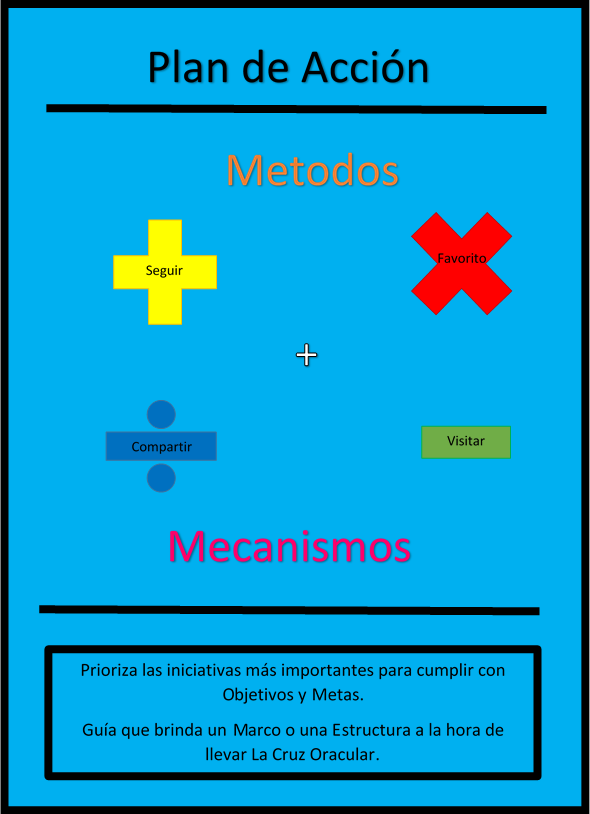 Plan de Acción
Metodos
Seguir
Favorito
Compartir
Visitar
Mecanismos
Prioriza las iniciativas más importantes para cumplir con
Objetivos y Metas.
Guía que brinda un Marco o una Estructura a la hora de
llevar La Cruz Oracular.